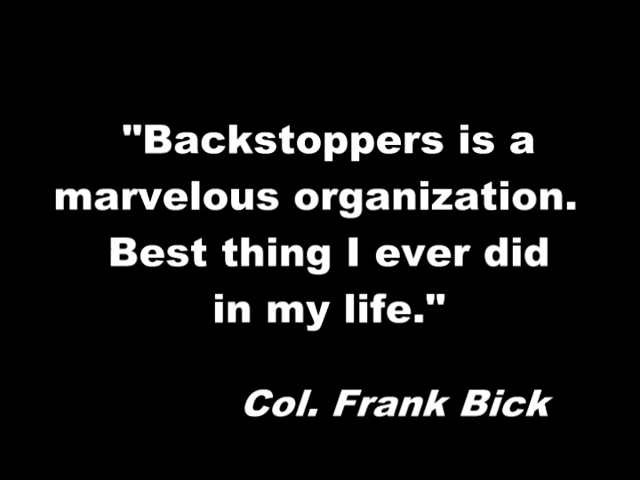 "Backstoppers is a
marvelous organization.
Best thing I ever did
in my life."
Col. Frank Bick